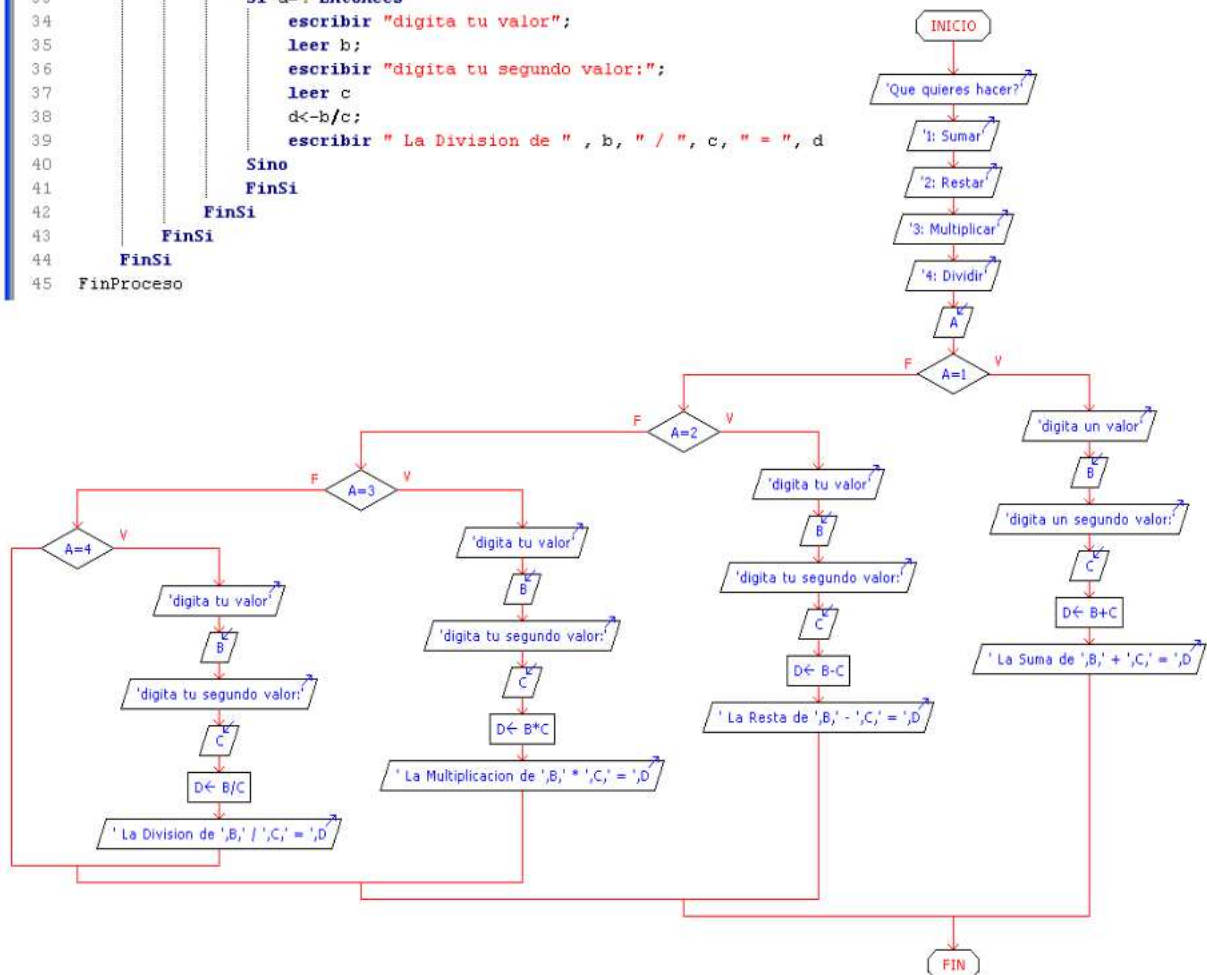 34 escribir "digita tu valor";
35 leer b;
36 escribir "digita tu segundo valor:";
37 leer c
38 d<-b/c;
39 escribir " La Division de " , b, " / ", c, " = ", d
40 Sino
41 FinSi
42 FinSi
43 FinSi
44 FinSi
45 FinProceso
INICIO
'Que quieres hacer?'
'1: Sumar'
'2: Restar'
'3: Multiplicar'
'4: Dividir'
A
F A=1 V
F A=2 V
F A=3 V
A=4 V
'digita un valor'
B
'digita un segundo valor:'
C
D← B+C
' La Suma de ',B,' + ',C,' = ',D
'digita tu valor'
B
'digita tu segundo valor:'
C
D← B-C
' La Resta de ',B,' - ',C,' = ',D
'digita tu valor'
B
'digita tu segundo valor:'
C
D← B*C
' La Multiplicacion de ',B,' * ',C,' = ',D
'digita tu valor'
B
'digita tu segundo valor:'
C
D← B/C
' La Division de ',B,' / ',C,' = ',D
FIN